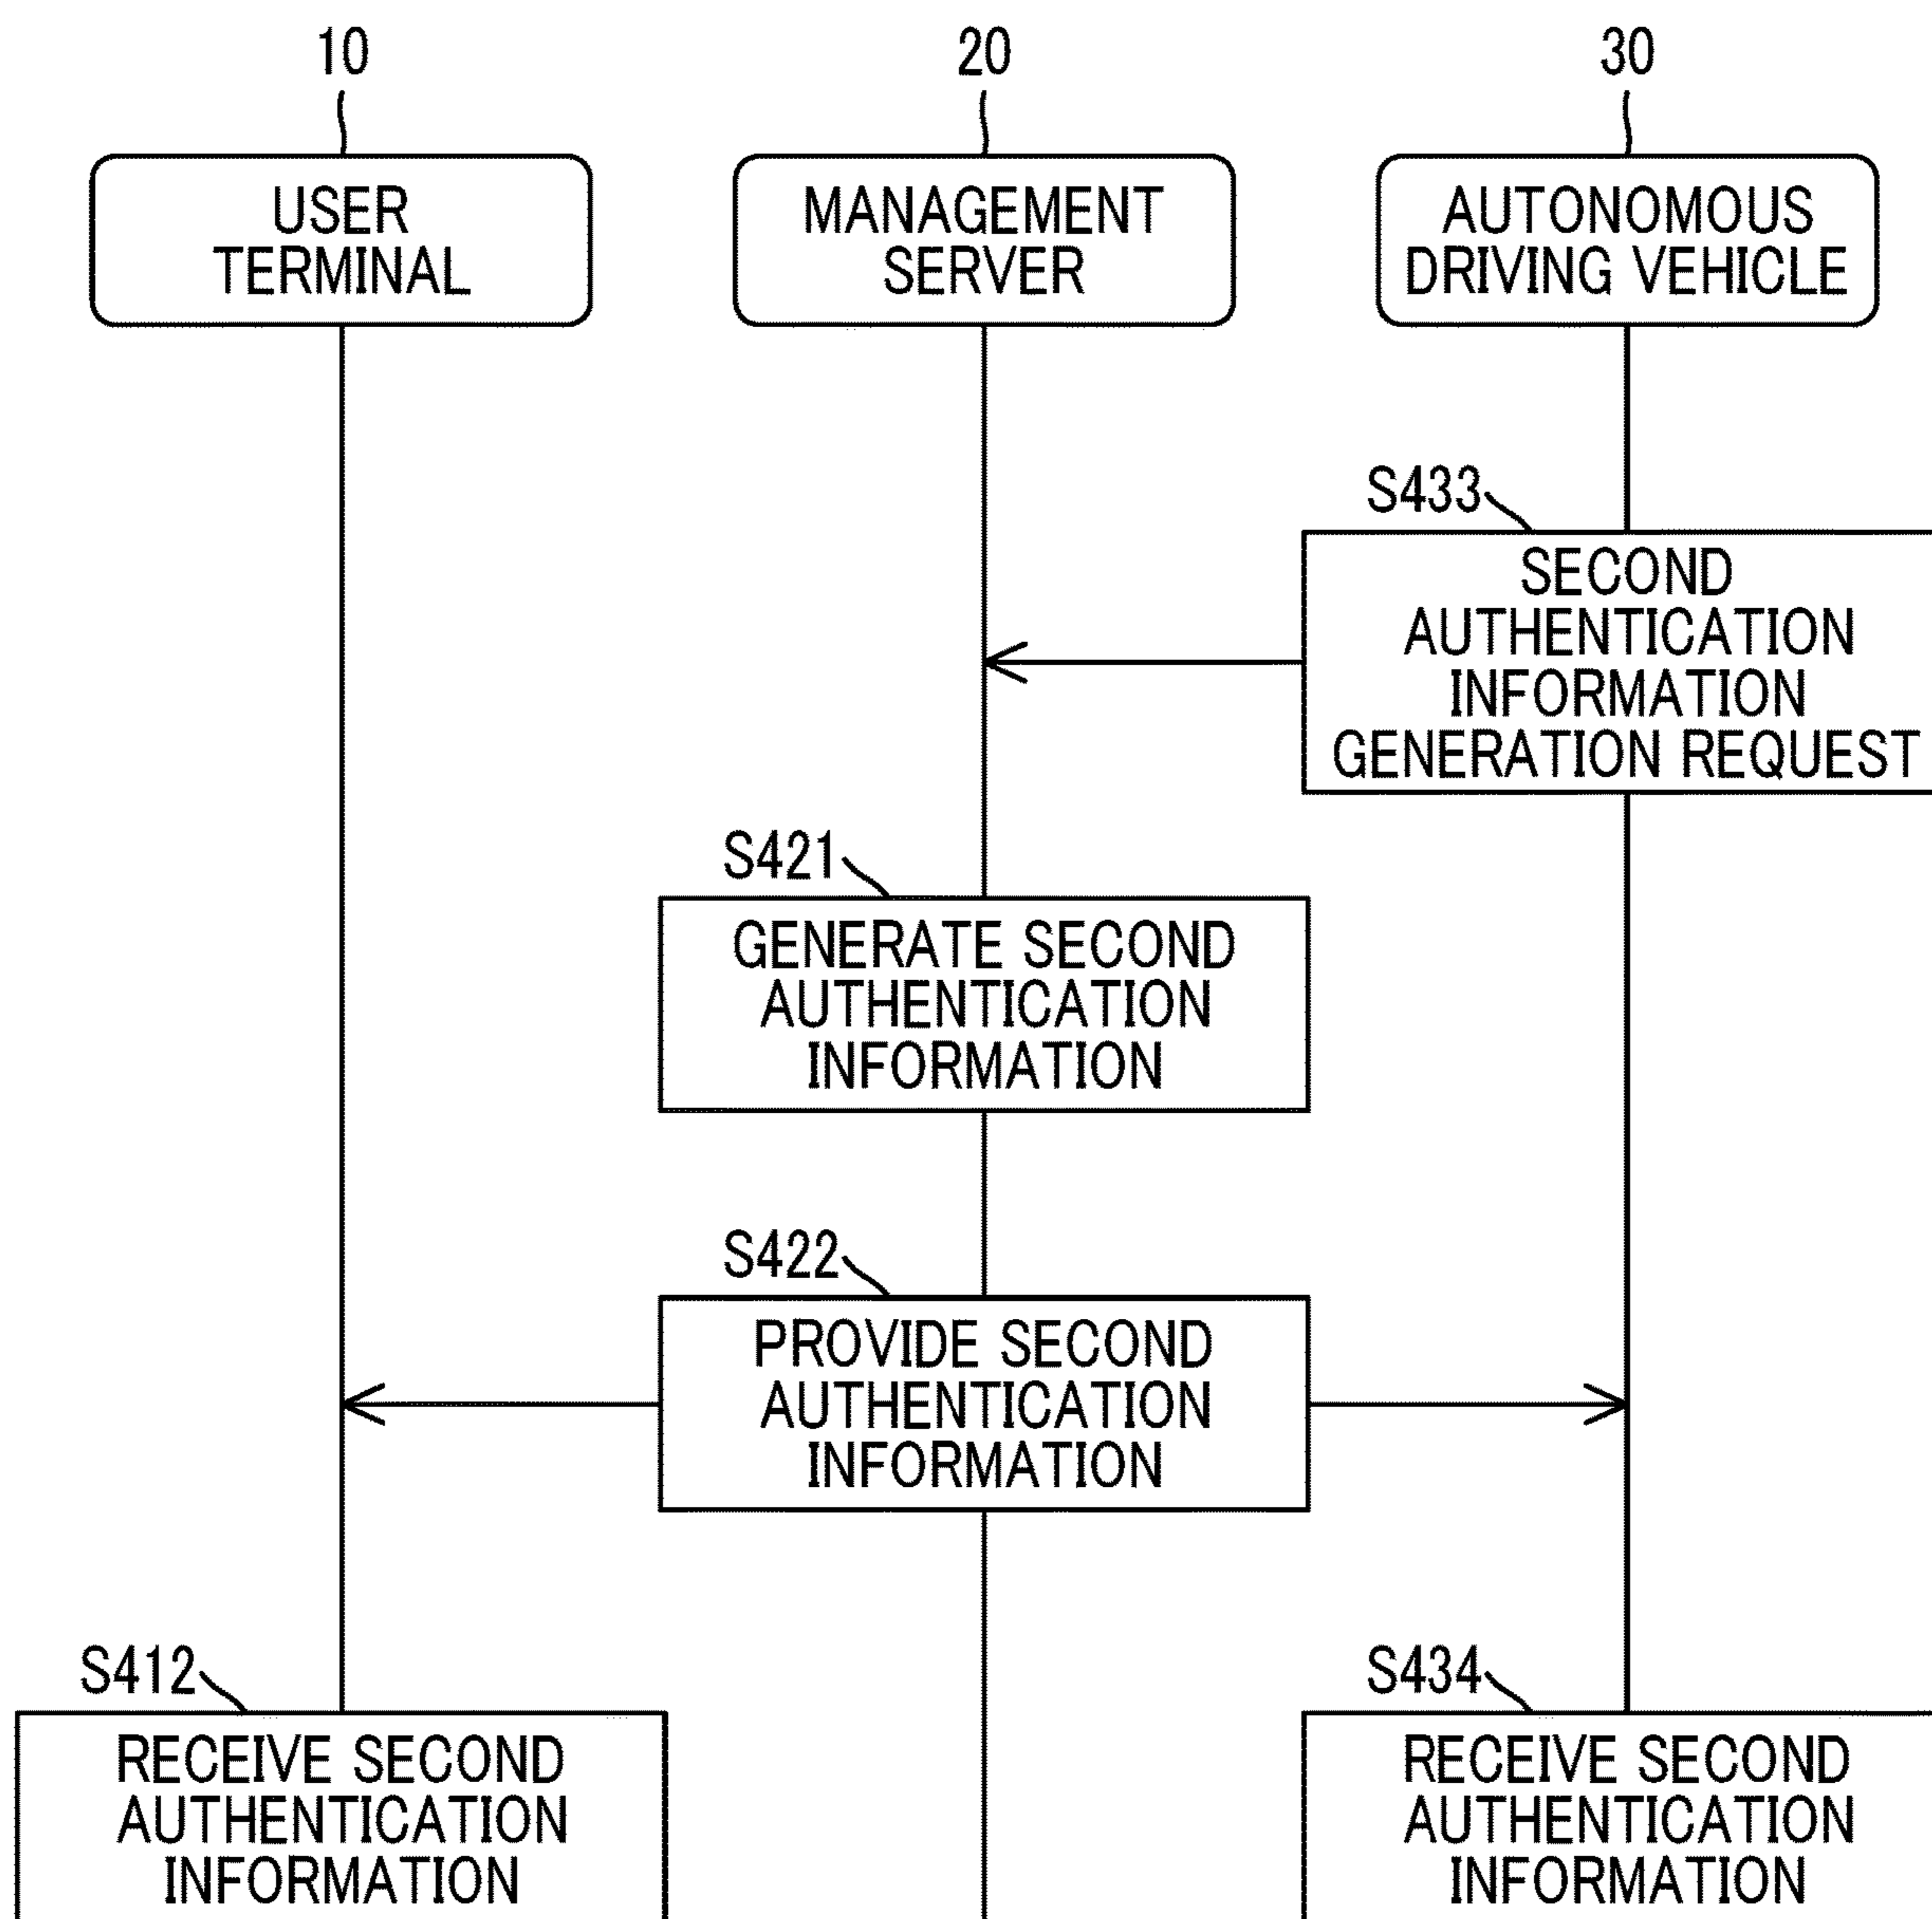 10
20
30
USER
TERMINAL
MANAGEMENT
SERVER
AUTONOMOUS
DRIVING VEHICLE
S433
SECOND
AUTHENTICATION
INFORMATION
GENERATION REQUEST
S421
GENERATE SECOND
AUTHENTICATION
INFORMATION
S422
PROVIDE SECOND
AUTHENTICATION
INFORMATION
S412
RECEIVE SECOND
AUTHENTICATION
INFORMATION
S434
RECEIVE SECOND
AUTHENTICATION
INFORMATION